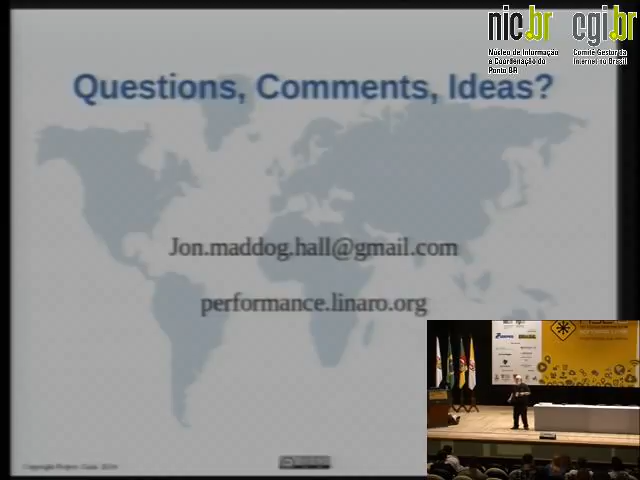 nic.br cgi.br
Núcleo de Informação
e Coordenação do
Ponto BR
Comitê Gestor da
Internet no Brasil
Questions, Comments, Ideas?
Jon.maddog.hall@gmail.com
performance.linaro.org